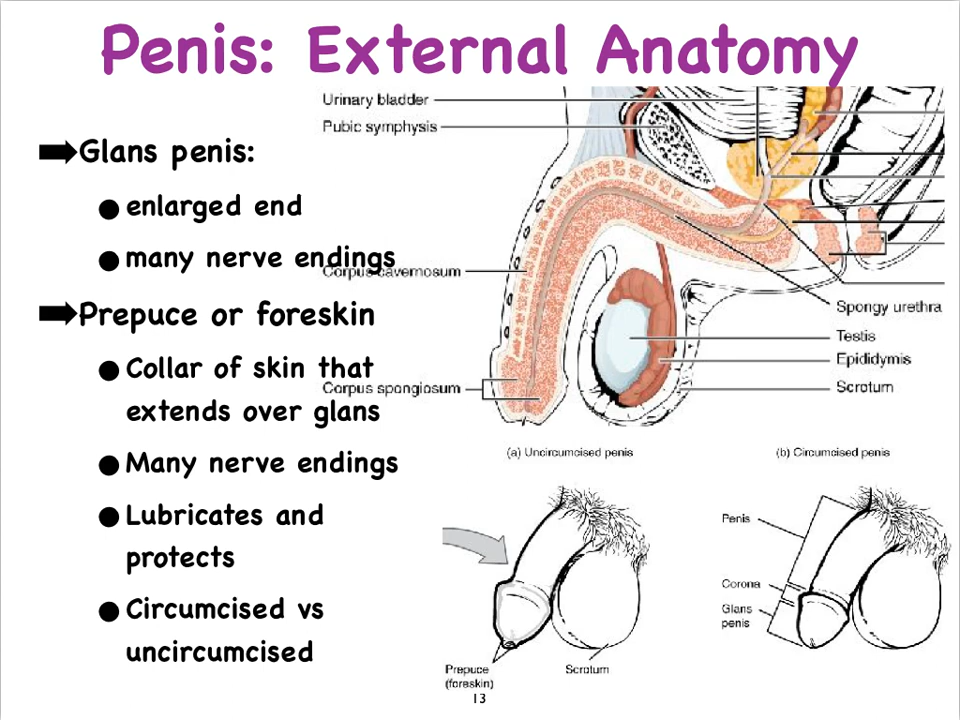 Penis: External Anatomy
Glans penis:
enlarged end
many nerve endings
Prepuce or foreskin
Collar of skin that
extends over glans
Many nerve endings
Lubricates and
protects
Circumcised vs
uncircumcised
Urinary bladder
Pubic symphysis
Corpus cavernosum
Corpus spongiosum
Spongy urethra
Testis
Epididymis
Scrotum
(a) Uncircumcised penis
(b) Circumcised penis
Prepuce
(foreskin)
Scrotum
Penis
Corona
Glans
penis
13